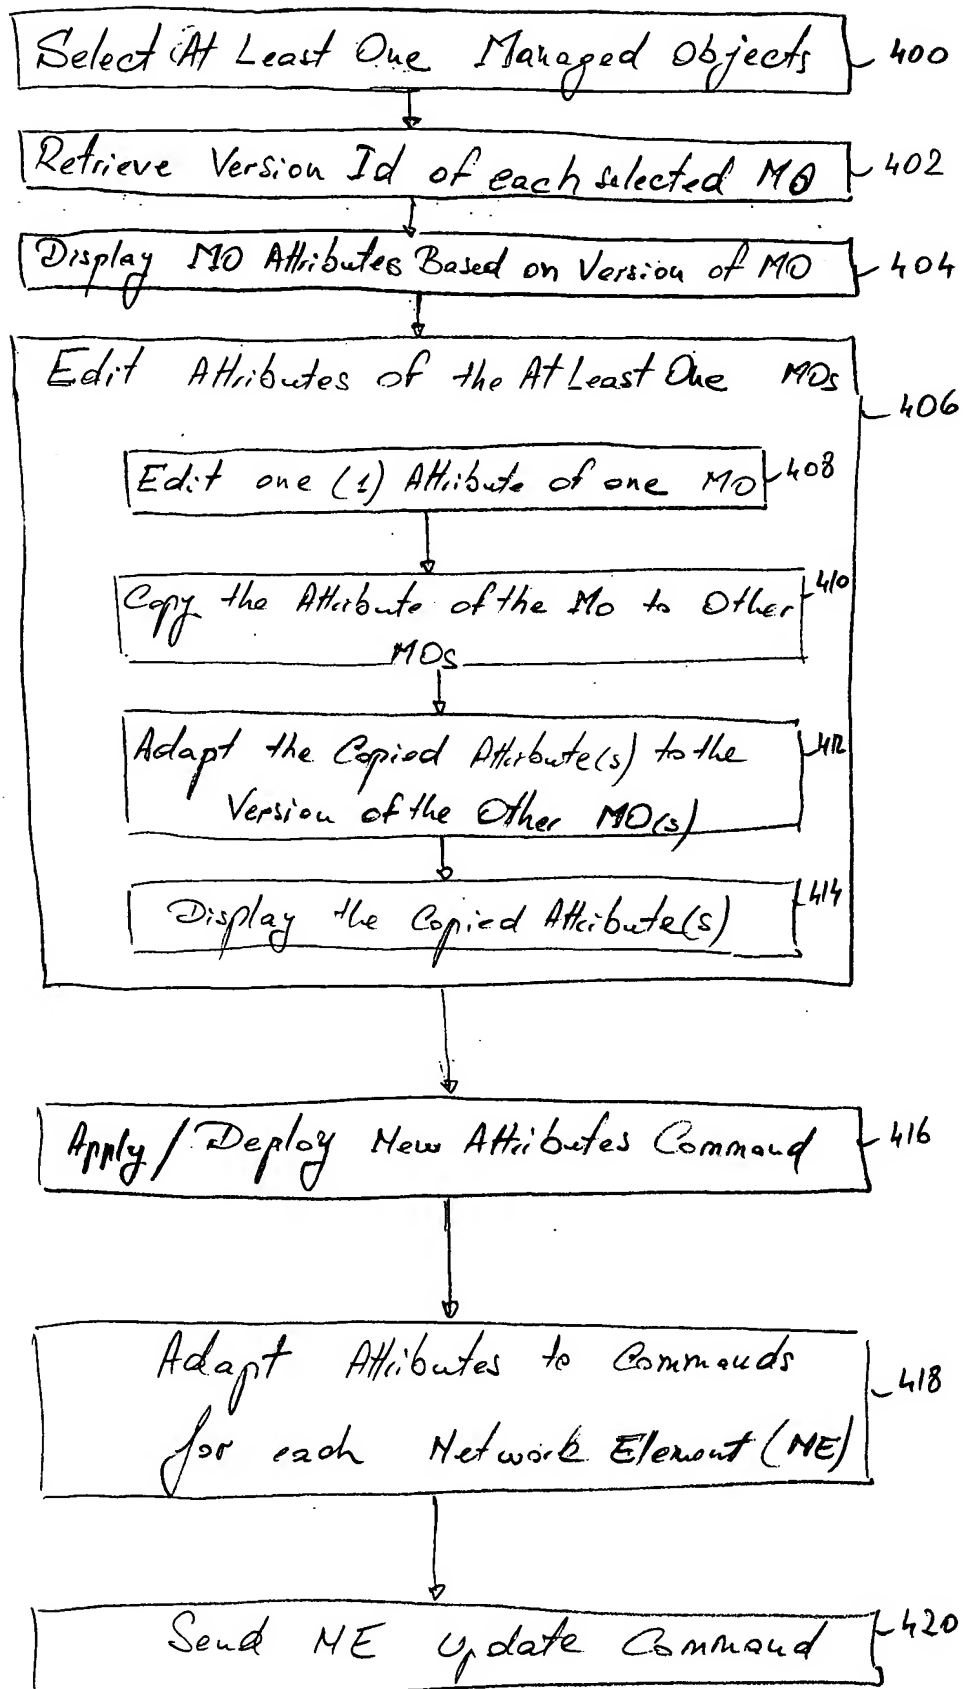 Select At Least One Managed Objects 400
Retrieve Version Id of each selected MO 402
Display MO Attributes Based on Version of MO 404
Edit Attributes of the At Least One MOs
406
Edit one (1) Attribute of one MO 408
Copy the Attribute of the Mo to Other 410
MOs
Adapt the Copied Attribute(s) to the 412
Version of the Other MO(s)
Display the Copied Attribute(s) 414
Apply / Deploy New Attributes Command 416
Adapt Attributes to Commands
418
for each Network Element (NE)
Send NE update Command 420